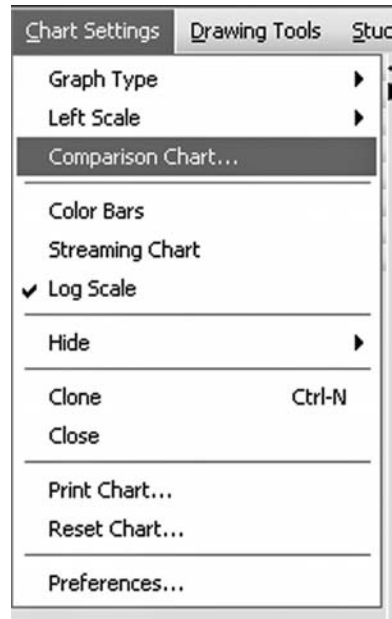 Chart Settings Drawing Tools Stuc
Graph Type
Left Scale
Comparison Chart...
Color Bars
Streaming Chart
Log Scale
Hide
Clone Ctrl-N
Close
Print Chart...
Reset Chart...
Preferences...